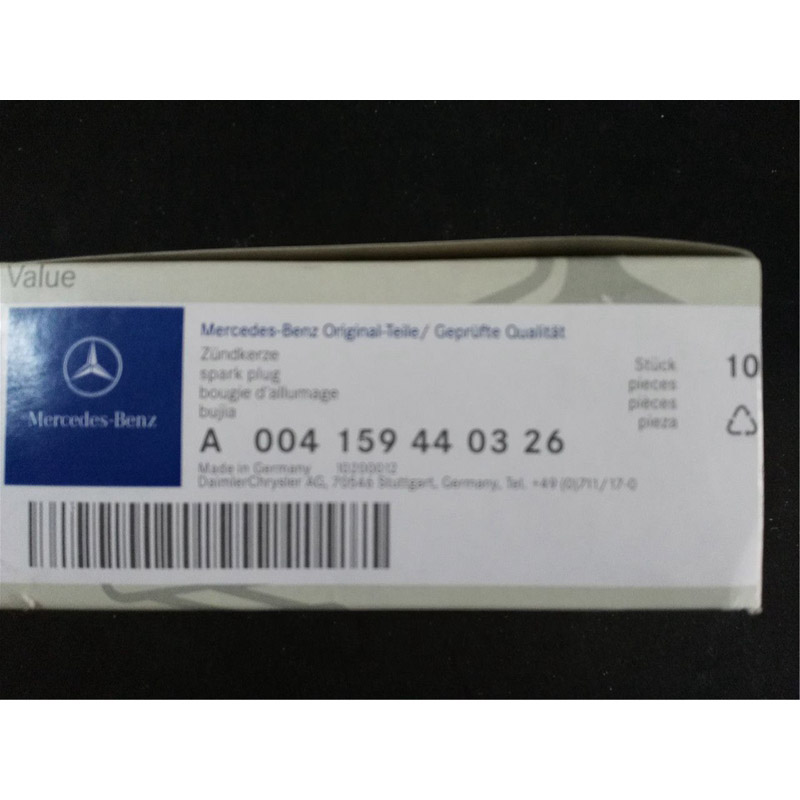 Value
Mercedes-Benz
Mercedes-Benz Original-Teile/ Geprüfte Qualität
Zündkerze
spark plug
bougie d'allumage
bujia
Stück
pieces
pièces
pieza
10
A 004 159 44 03 26
Made in Germany 10200012
DaimlerChrysler AG, 70546 Stuttgart, Germany, Tel. +49 (0)711/17-0